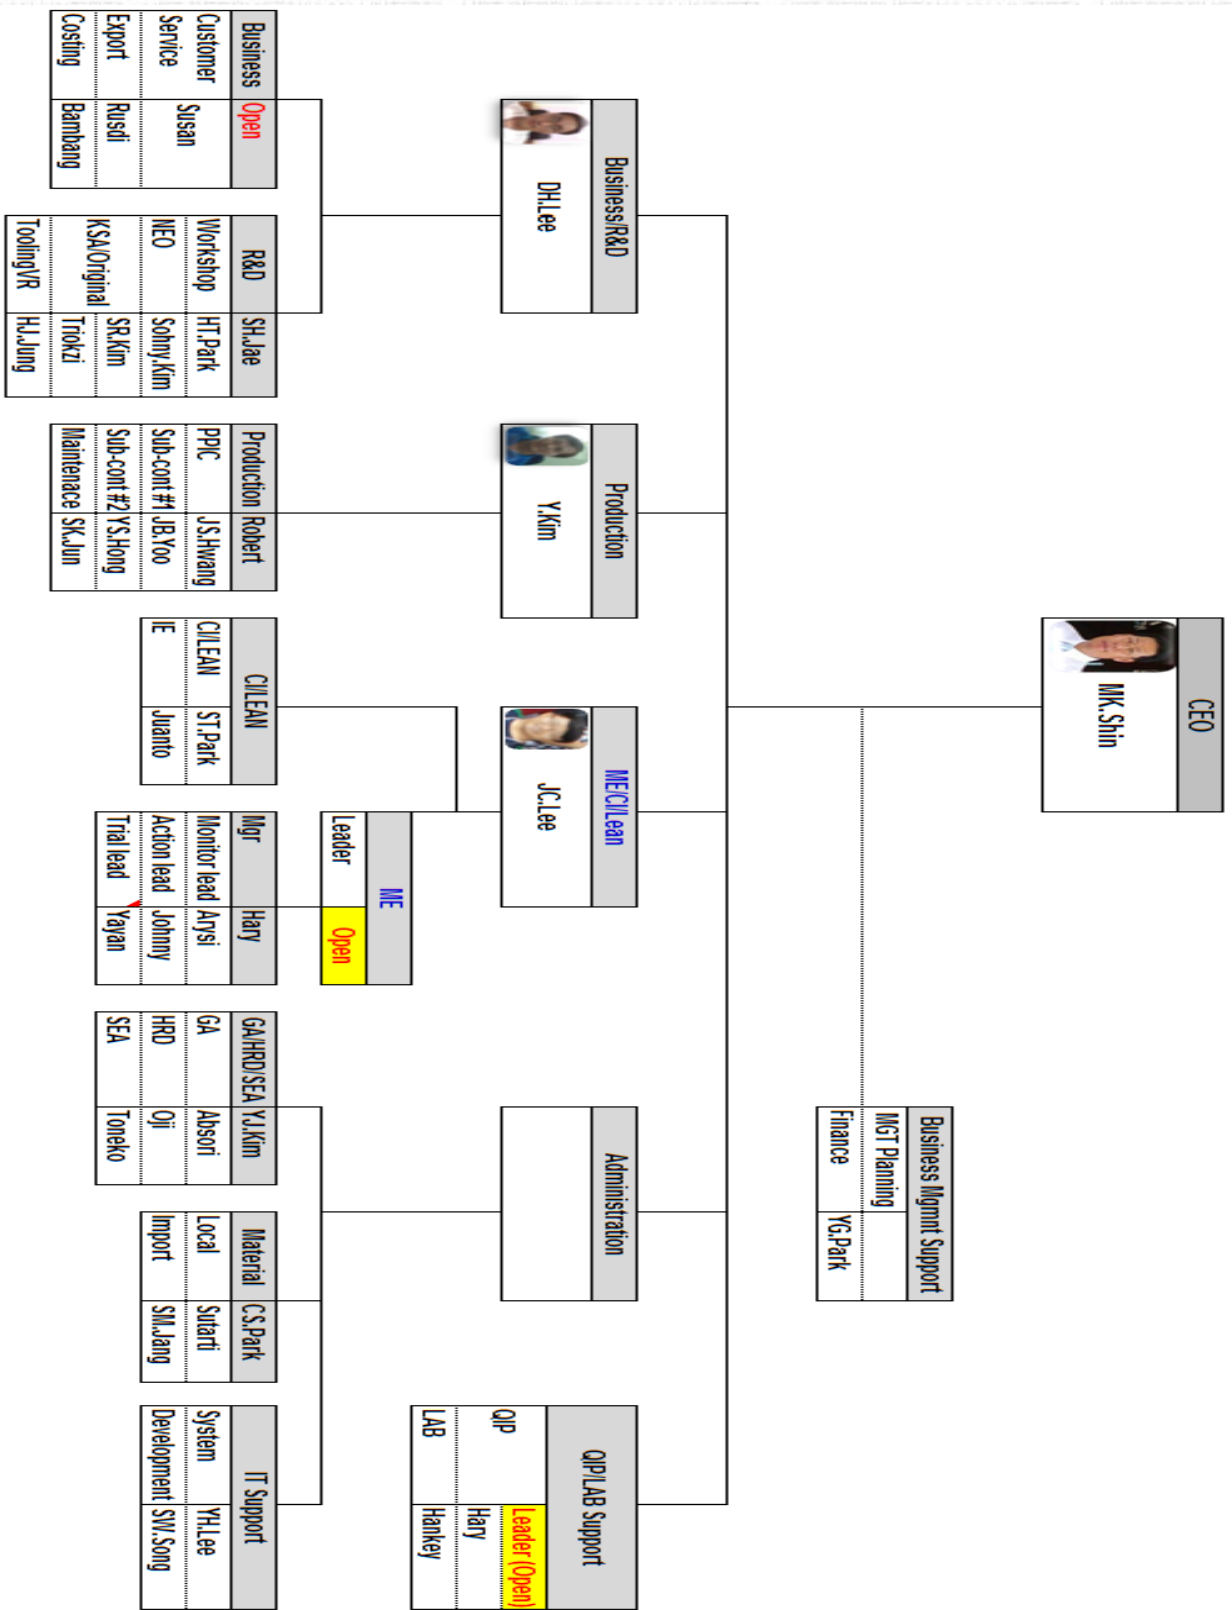 CEO
MK.Shin
Business Mgmnt Support
MGT Planning
Finance YG.Park
Business/R&D
DH.Lee
Production
Y.Kim
ME/CI/Lean
JC.Lee
Administration
QIP/LAB Support
QIP Leader (Open)
Hary
LAB Hankey
ME
Leader Open
Business Open
Customer Service Susan
Export Rusdi
Costing Bambang
R&D SH.Jae
Workshop HT.Park
NEO Sohny.Kim
KSA/Original SR.Kim
Triokzi
ToolingVR HJ.Jung
Production Robert
PPIC J.S.Hwang
Sub-cont #1 JB.Yoo
Sub-cont #2 YS.Hong
Maintenace SK.Jun
CI/LEAN
CI/LEAN ST.Park
IE Juanto
Mgr Hary
Monitor lead Arysi
Action lead Johnny
Trial lead Yayan
GA/HRD/SEA YJ.Kim
GA Absori
HRD Oji
SEA Toneko
Material C.S.Park
Local Sutarti
Import SM.Jang
IT Support
System YH.Lee
Development SW.Song